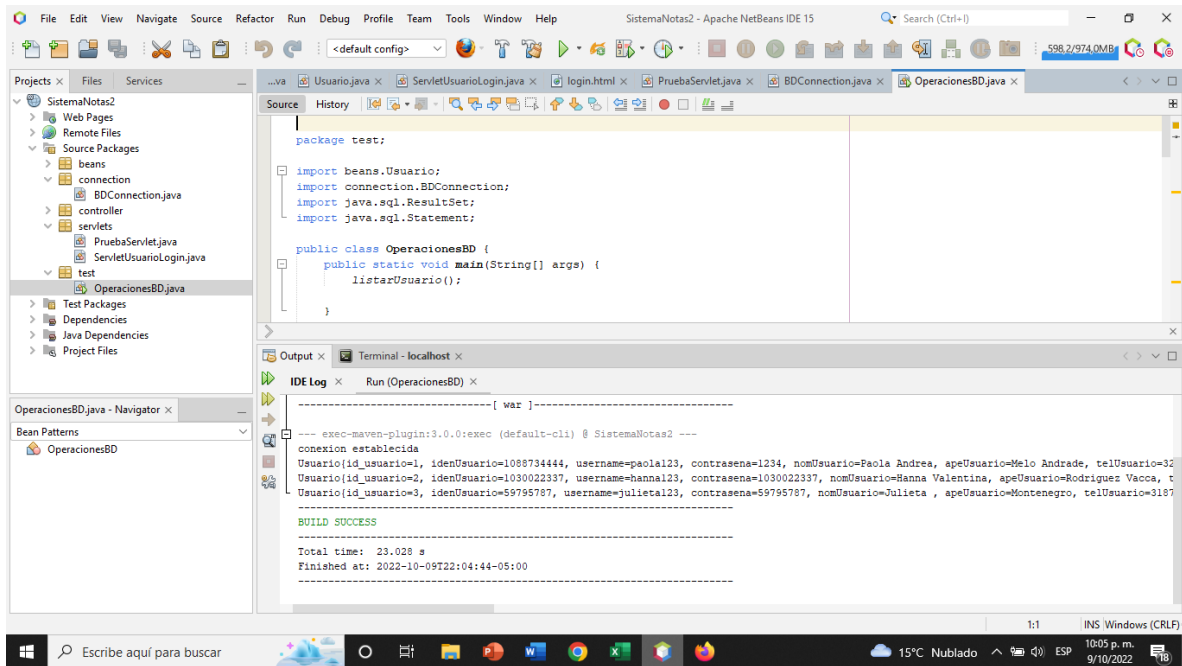 File Edit View Navigate Source Refactor Run Debug Profile Team Tools Window Help SistemaNotas2 - Apache NetBeans IDE 15 Search (Ctrl+I)
<default config> 598.2/974.0MB
Projects Files Services
...va Usuario.java ServletUsuarioLogin.java login.html PruebaServlet.java BDConnection.java OperacionesBD.java
SistemaNotas2
Web Pages
Remote Files
Source Packages
beans
connection
BDConnection.java
controller
servlets
PruebaServlet.java
ServletUsuarioLogin.java
test
OperacionesBD.java
Test Packages
Dependencies
Java Dependencies
Project Files
Source History
package test;
import beans.Usuario;
import connection.BDConnection;
import java.sql.ResultSet;
import java.sql.Statement;
public class OperacionesBD {
public static void main(String[] args) {
listarUsuario();
}
OperacionesBD.java - Navigator
Bean Patterns
OperacionesBD
Output Terminal - localhost
IDE Log Run (OperacionesBD)
--------------------------------[ war ]---------------------------------
--- exec-maven-plugin:3.0.0:exec (default-cli) @ SistemaNotas2 ---
conexion establecida
Usuario{id_usuario=1, idenUsuario=1088734444, username=paola123, contrasena=1234, nomUsuario=Paola Andrea, apeUsuario=Melo Andrade, telUsuario=32
Usuario{id_usuario=2, idenUsuario=1030022337, username=hanna123, contrasena=1030022337, nomUsuario=Hanna Valentina, apeUsuario=Rodriguez Vacca, t
Usuario{id_usuario=3, idenUsuario=59795787, username=julieta123, contrasena=59795787, nomUsuario=Julieta , apeUsuario=Montenegro, telUsuario=3187
------------------------------------------------------------------------
BUILD SUCCESS
------------------------------------------------------------------------
Total time: 23.028 s
Finished at: 2022-10-09T22:04:44-05:00
------------------------------------------------------------------------
1:1 INS Windows (CRLF)
Escribe aquí para buscar
15°C Nublado ESP 10:05 p. m.
9/10/2022 18